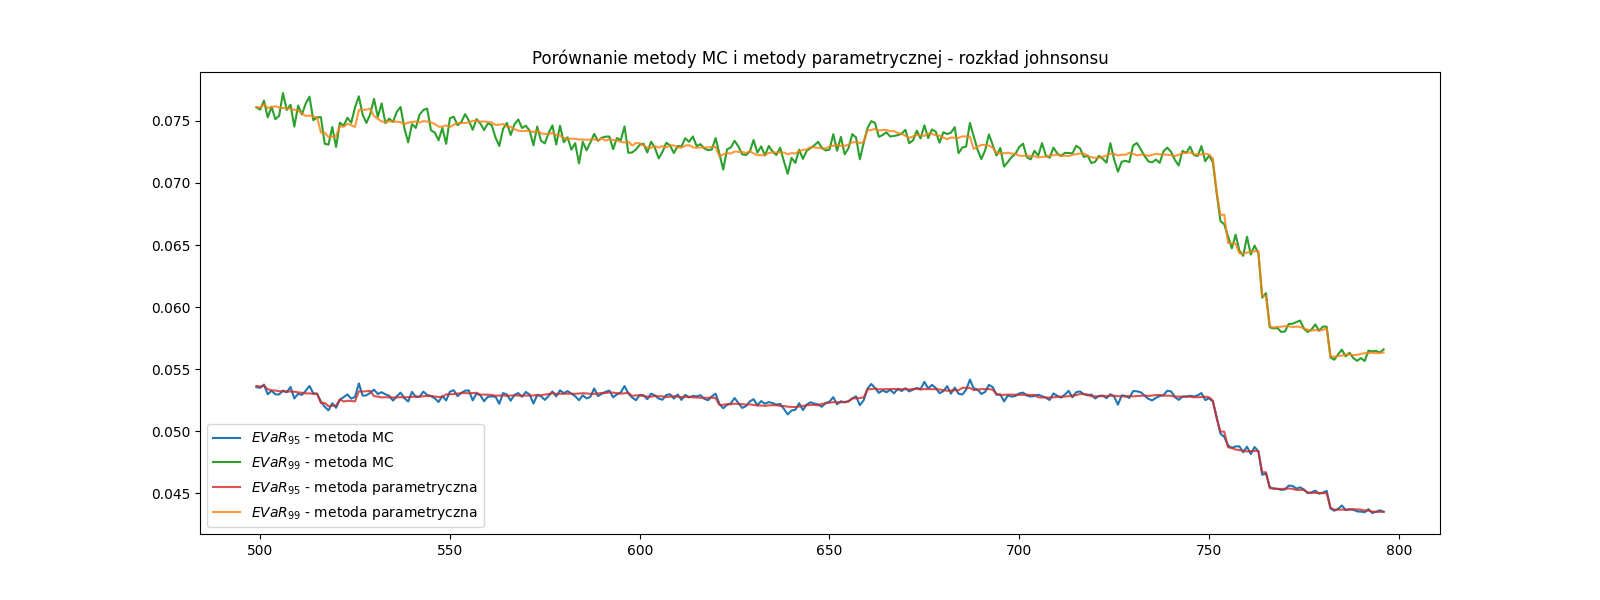 Porównanie metody MC i metody parametrycznej - rozkład johnsonsu
0.075
0.070
0.065
0.060
0.055
0.050
0.045
EVaR₉₅ - metoda MC
EVaR₉₉ - metoda MC
EVaR₉₅ - metoda parametryczna
EVaR₉₉ - metoda parametryczna
500 550 600 650 700 750 800